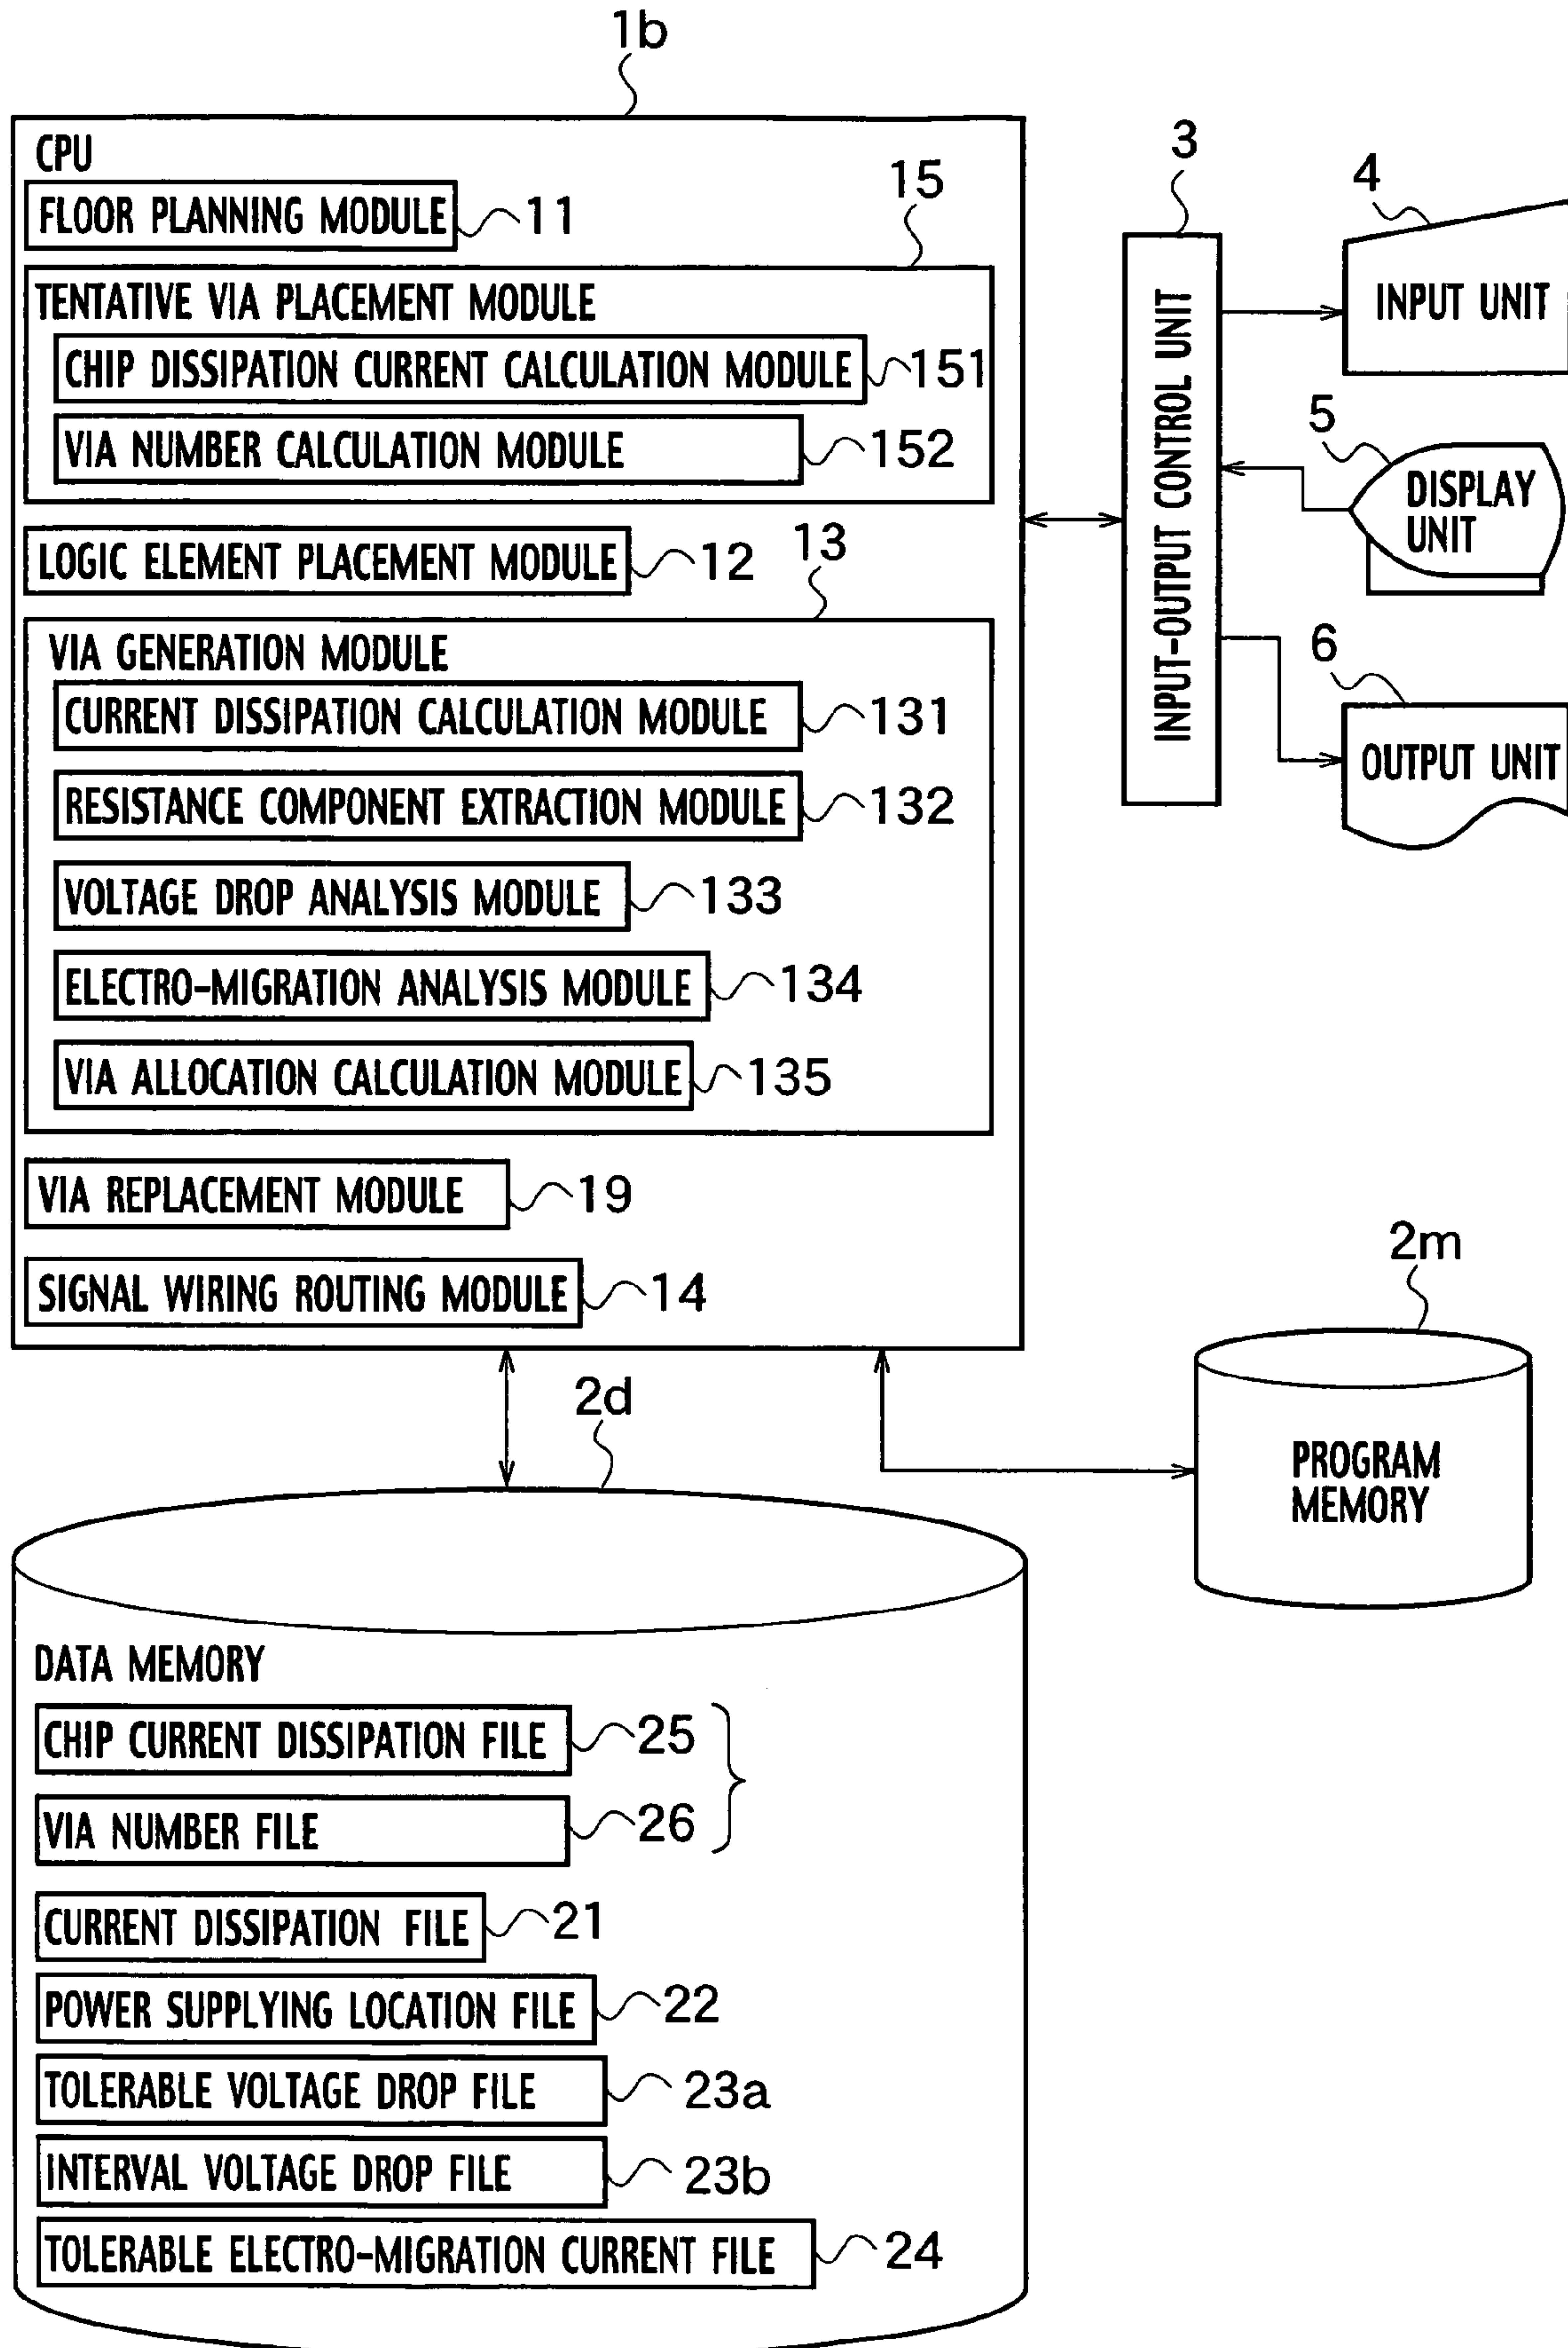 1b
CPU
FLOOR PLANNING MODULE
11
15
TENTATIVE VIA PLACEMENT MODULE
CHIP DISSIPATION CURRENT CALCULATION MODULE
151
VIA NUMBER CALCULATION MODULE
152
LOGIC ELEMENT PLACEMENT MODULE
12
13
VIA GENERATION MODULE
CURRENT DISSIPATION CALCULATION MODULE
131
RESISTANCE COMPONENT EXTRACTION MODULE
132
VOLTAGE DROP ANALYSIS MODULE
133
ELECTRO-MIGRATION ANALYSIS MODULE
134
VIA ALLOCATION CALCULATION MODULE
135
VIA REPLACEMENT MODULE
19
SIGNAL WIRING ROUTING MODULE
14
3
INPUT-OUTPUT CONTROL UNIT
4
INPUT UNIT
5
DISPLAY
UNIT
6
OUTPUT UNIT
2m
PROGRAM
MEMORY
2d
DATA MEMORY
CHIP CURRENT DISSIPATION FILE
25
VIA NUMBER FILE
26
CURRENT DISSIPATION FILE
21
POWER SUPPLYING LOCATION FILE
22
TOLERABLE VOLTAGE DROP FILE
23a
INTERVAL VOLTAGE DROP FILE
23b
TOLERABLE ELECTRO-MIGRATION CURRENT FILE
24